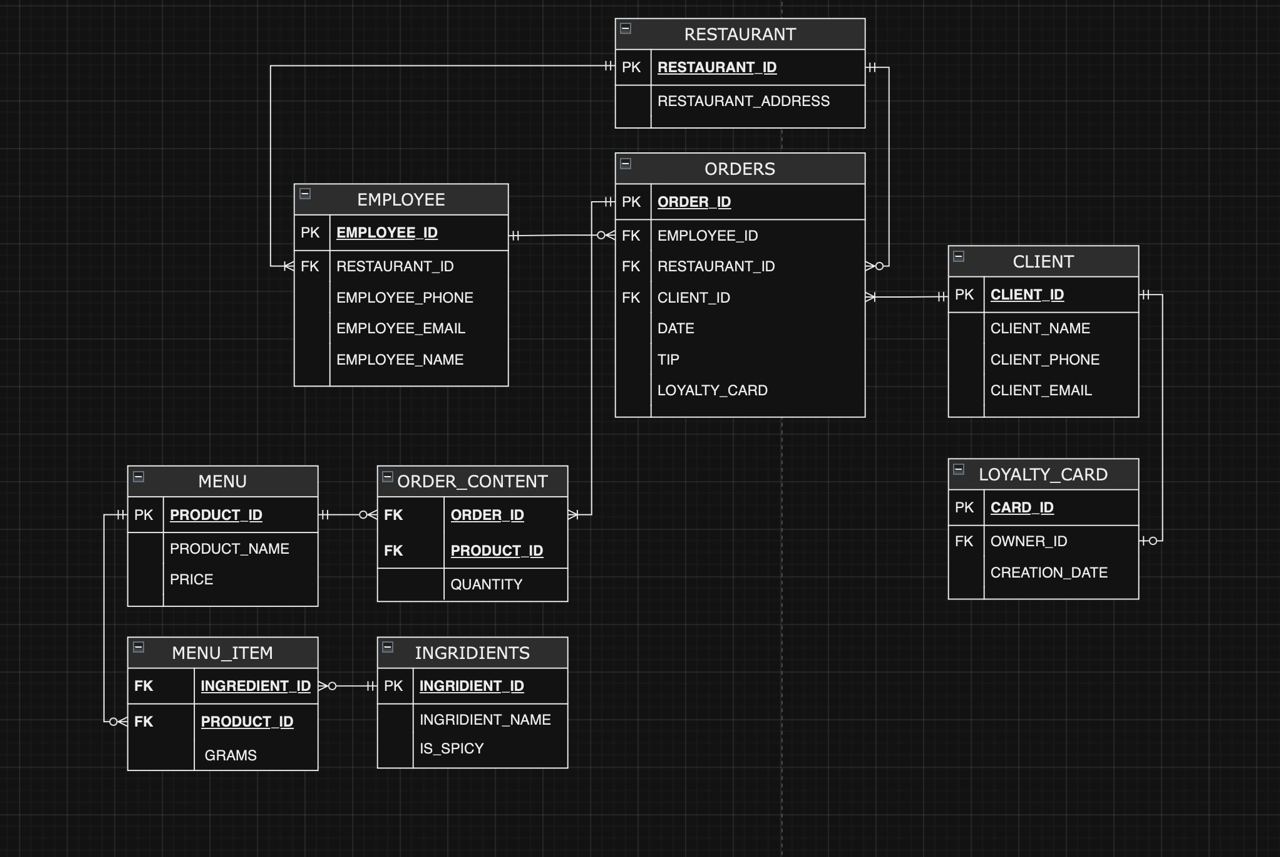 RESTAURANT
PK RESTAURANT_ID
RESTAURANT_ADDRESS
ORDERS
PK ORDER_ID
FK EMPLOYEE_ID
FK RESTAURANT_ID
FK CLIENT_ID
DATE
TIP
LOYALTY_CARD
EMPLOYEE
PK EMPLOYEE_ID
FK RESTAURANT_ID
EMPLOYEE_PHONE
EMPLOYEE_EMAIL
EMPLOYEE_NAME
CLIENT
PK CLIENT_ID
CLIENT_NAME
CLIENT_PHONE
CLIENT_EMAIL
MENU
PK PRODUCT_ID
PRODUCT_NAME
PRICE
ORDER_CONTENT
FK ORDER_ID
FK PRODUCT_ID
QUANTITY
LOYALTY_CARD
PK CARD_ID
FK OWNER_ID
CREATION_DATE
MENU_ITEM
FK INGREDIENT_ID
FK PRODUCT_ID
GRAMS
INGRIDIENTS
PK INGRIDIENT_ID
INGRIDIENT_NAME
IS_SPICY